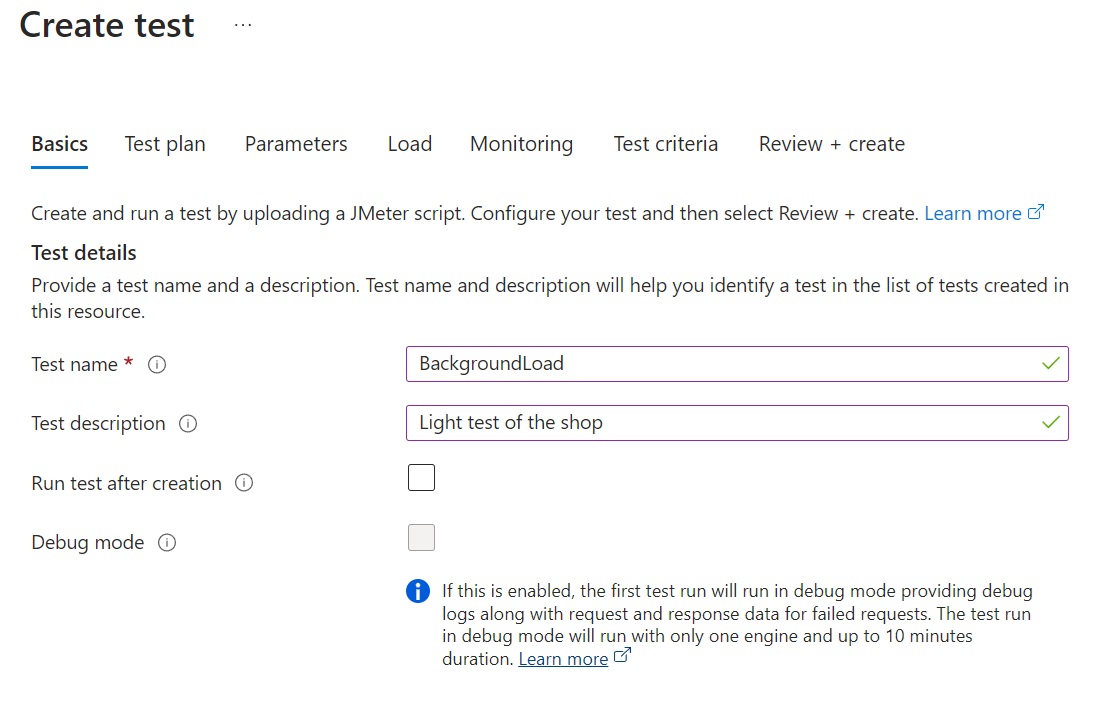 Create test ...
Basics Test plan Parameters Load Monitoring Test criteria Review + create
Create and run a test by uploading a JMeter script. Configure your test and then select Review + create. Learn more
Test details
Provide a test name and a description. Test name and description will help you identify a test in the list of tests created in
this resource.
Test name * BackgroundLoad
Test description Light test of the shop
Run test after creation
Debug mode
If this is enabled, the first test run will run in debug mode providing debug
logs along with request and response data for failed requests. The test run
in debug mode will run with only one engine and up to 10 minutes
duration. Learn more